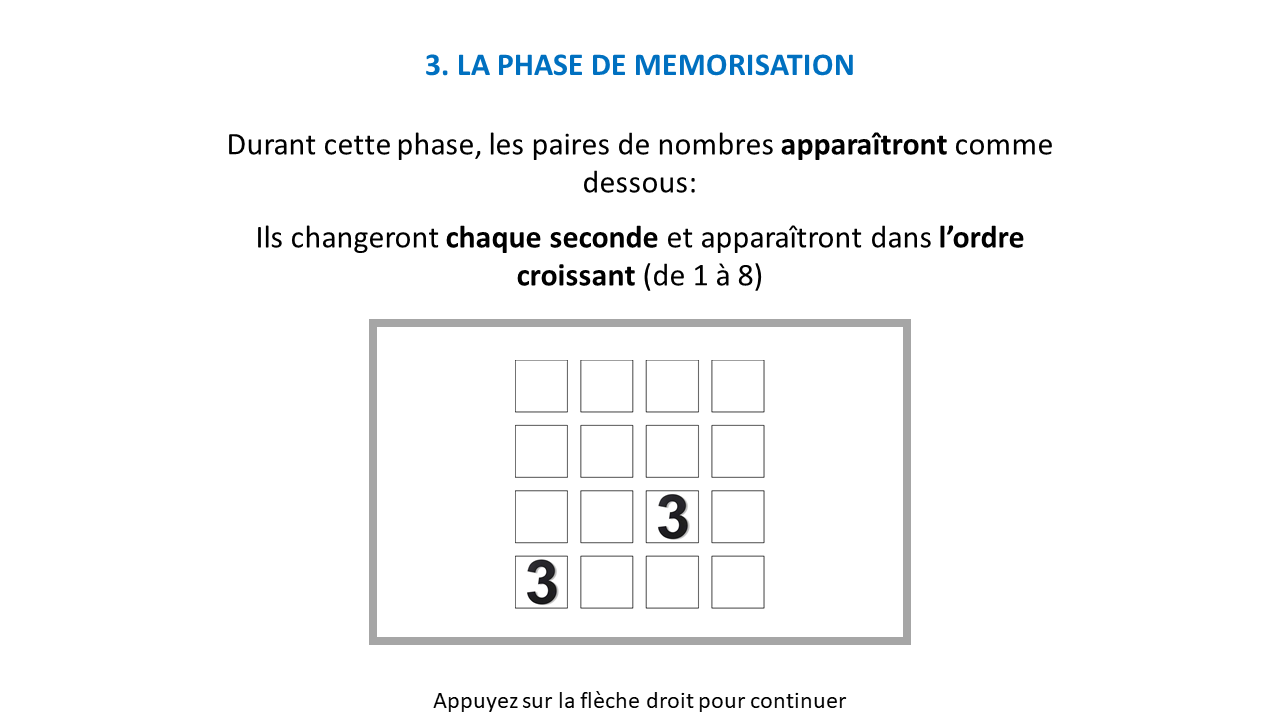 3. LA PHASE DE MEMORISATION
Durant cette phase, les paires de nombres apparaîtront comme
dessous:
Ils changeront chaque seconde et apparaîtront dans l’ordre
croissant (de 1 à 8)
3
3
Appuyez sur la flèche droit pour continuer